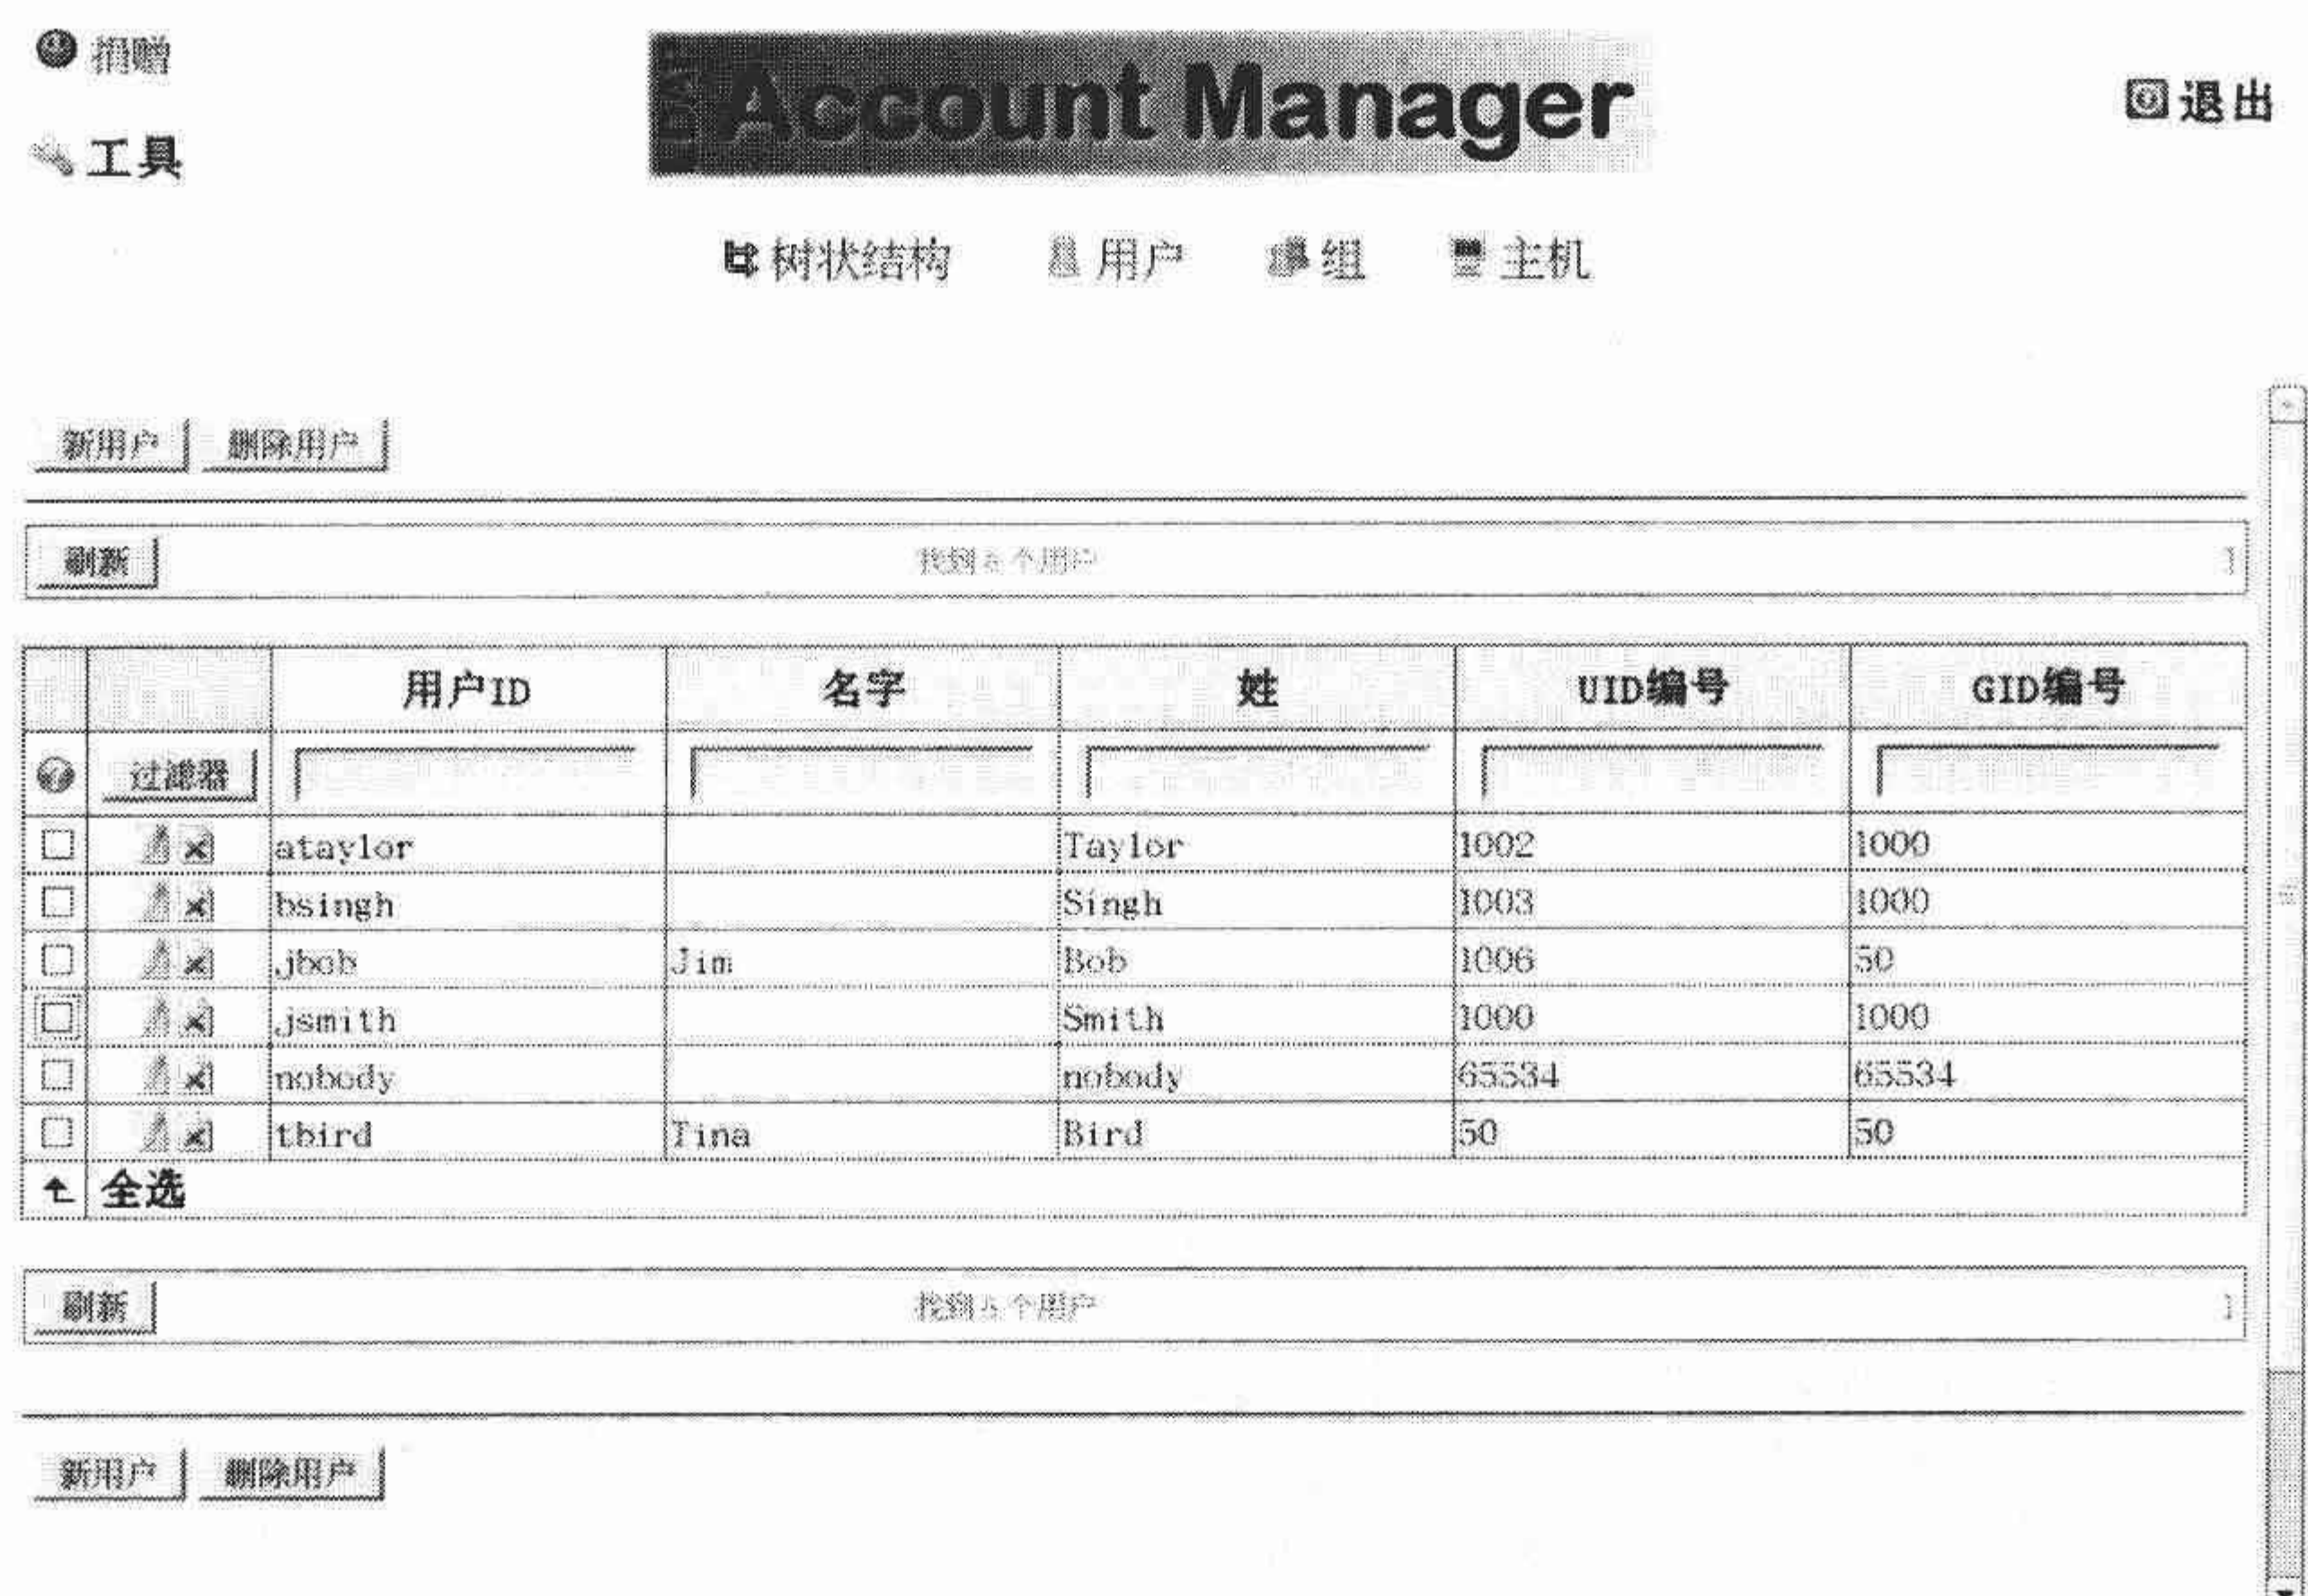 捐赠
LDAP Account Manager
退出
工具
树状结构 用户 组 主机
新用户 删除用户
刷新 找到 6 个用户 1
用户ID 名字 姓 UID编号 GID编号
过滤器
ataylor Taylor 1002 1000
bsingh Singh 1003 1000
jbob Jim Bob 1006 50
jsmith Smith 1000 1000
nobody nobody 65534 65534
tbird Tina Bird 50 50
全选
刷新 找到 6 个用户 1
新用户 删除用户